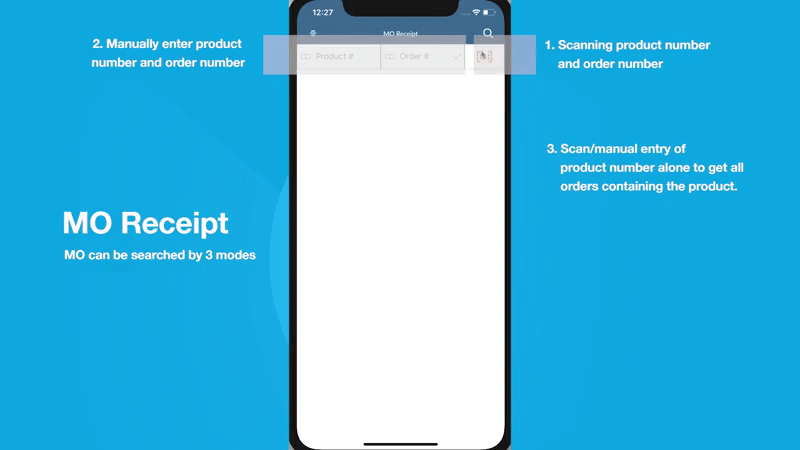 12:27
MO Receipt
Product #
Order #
2. Manually enter product
number and order number
1. Scanning product number
and order number
3. Scan/manual entry of
product number alone to get all
orders containing the product.
MO Receipt
MO can be searched by 3 modes